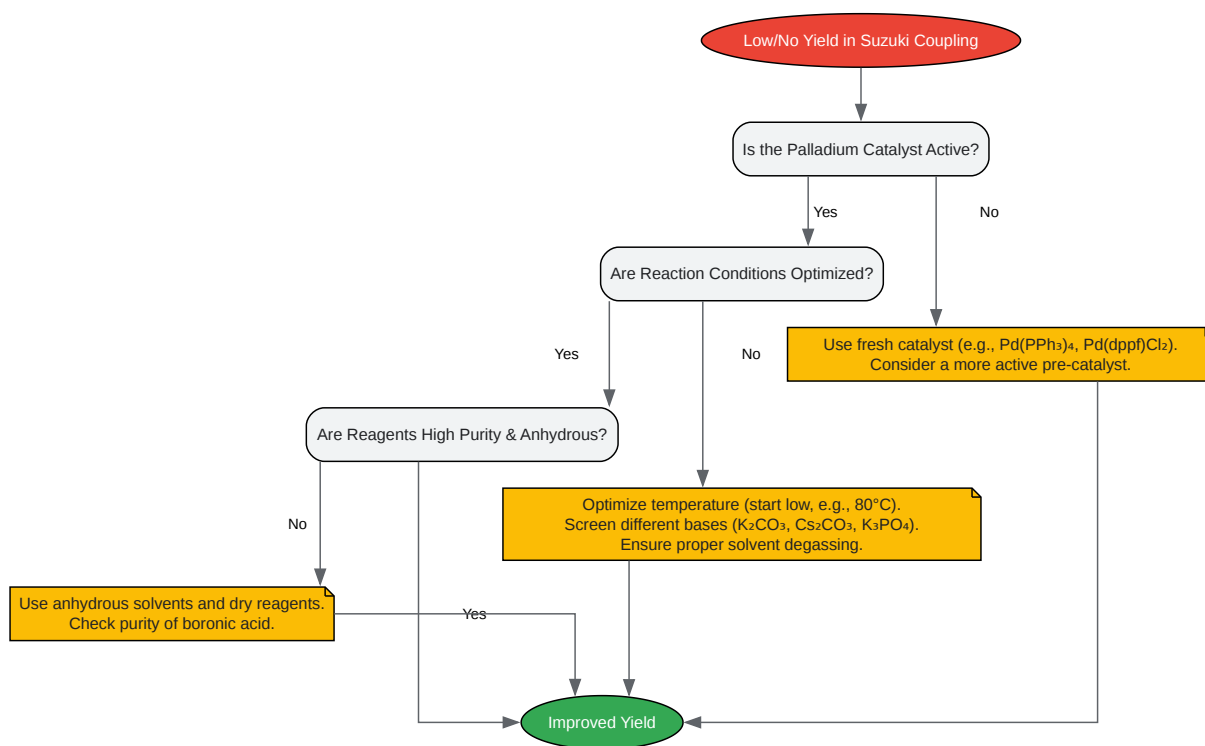 Low/No Yield in Suzuki Coupling
Is the Palladium Catalyst Active?
Yes
No
Are Reaction Conditions Optimized?
Use fresh catalyst (e.g., Pd(PPh₃)₄, Pd(dppf)Cl₂).
Consider a more active pre-catalyst.
Yes
No
Are Reagents High Purity & Anhydrous?
Optimize temperature (start low, e.g., 80°C).
Screen different bases (K₂CO₃, Cs₂CO₃, K₃PO₄).
Ensure proper solvent degassing.
No
Use anhydrous solvents and dry reagents.
Check purity of boronic acid.
Yes
Improved Yield